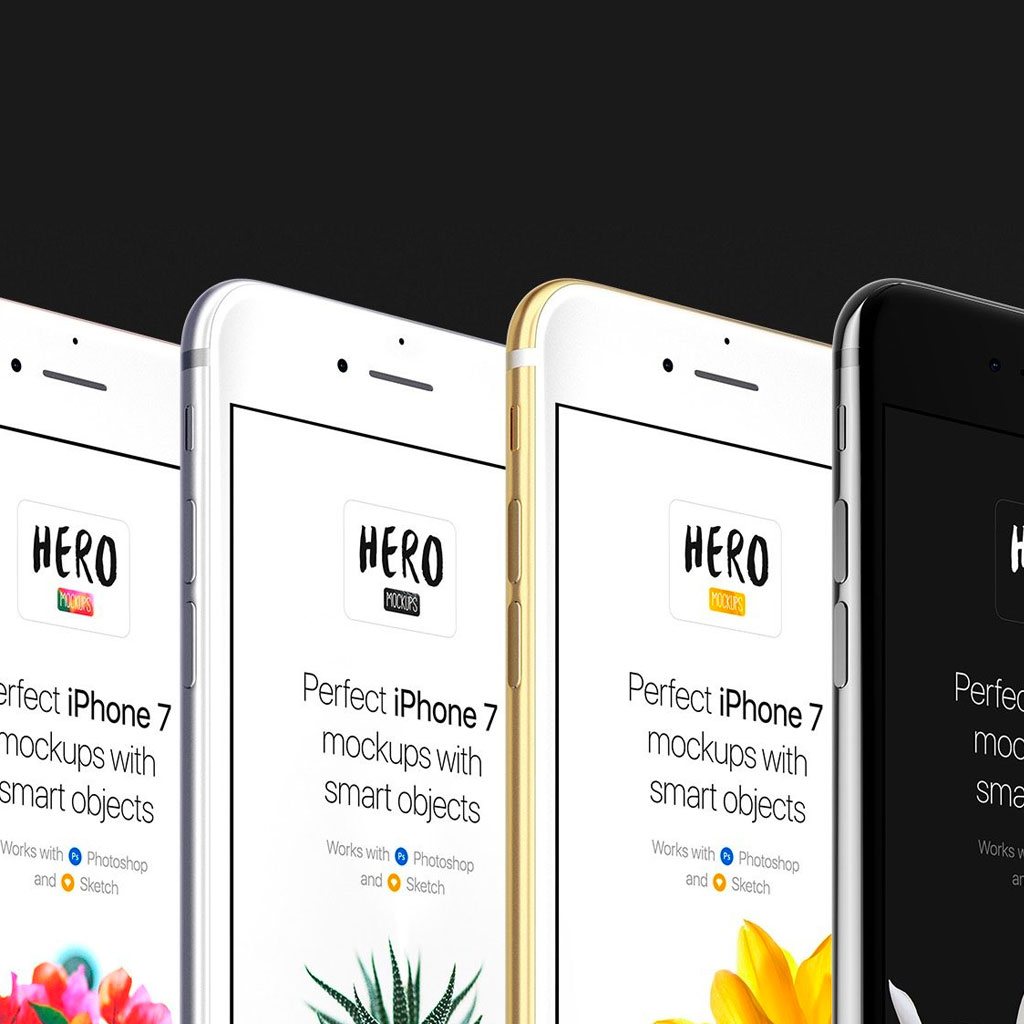 HERO
MOCKUPS
erfect iPhone 7
mockups with
smart objects
Works with Ps Photoshop
and Sketch
HERO
MOCKUPS
Perfect iPhone 7
mockups with
smart objects
Works with Ps Photoshop
and Sketch
HERO
MOCKUPS
Perfect iPhone 7
mockups with
smart objects
Works with Ps Photoshop
and Sketch
H
Perfec
moc
sma
Works w
an